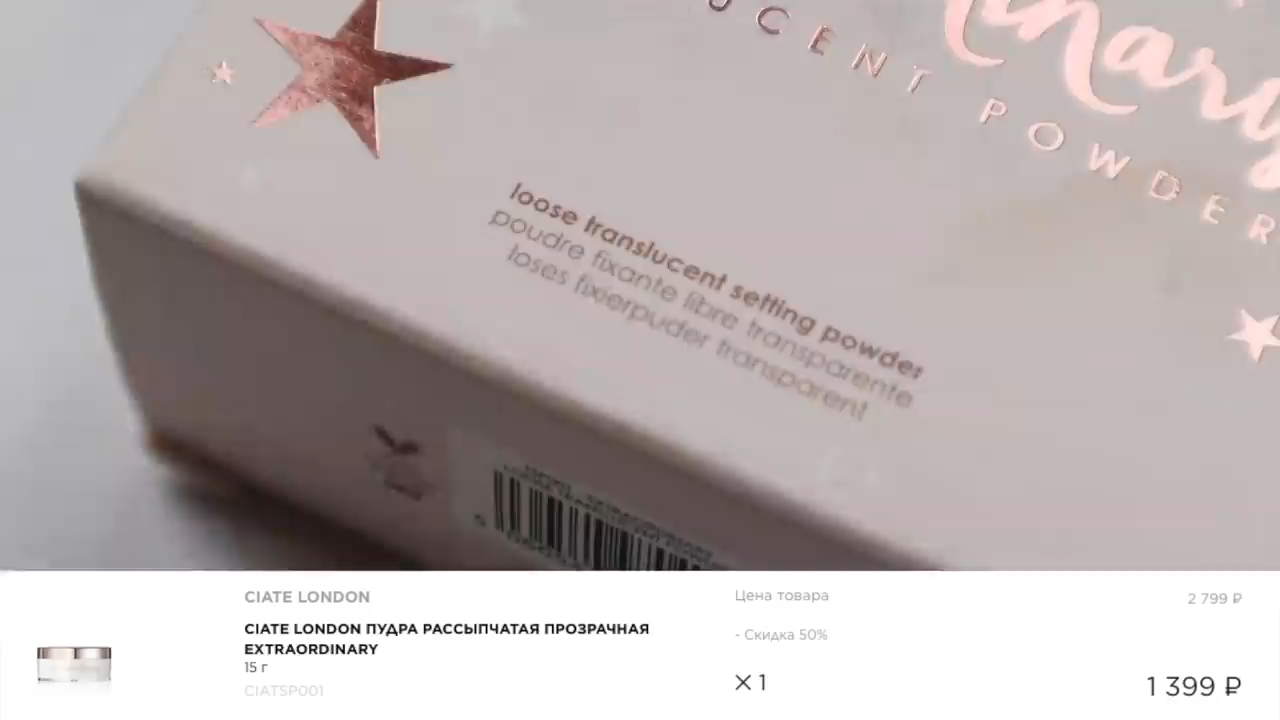 UCENT POWDER
loose translucent setting powder
poudre fixante libre transparente
loses fixierpuder transparent
CIATE LONDON
CIATE LONDON ПУДРА РАССЫПЧАТАЯ ПРОЗРАЧНАЯ
EXTRAORDINARY
15 г
CIATSP001
Цена товара
2 799 ₽
- Скидка 50%
× 1
1 399 ₽